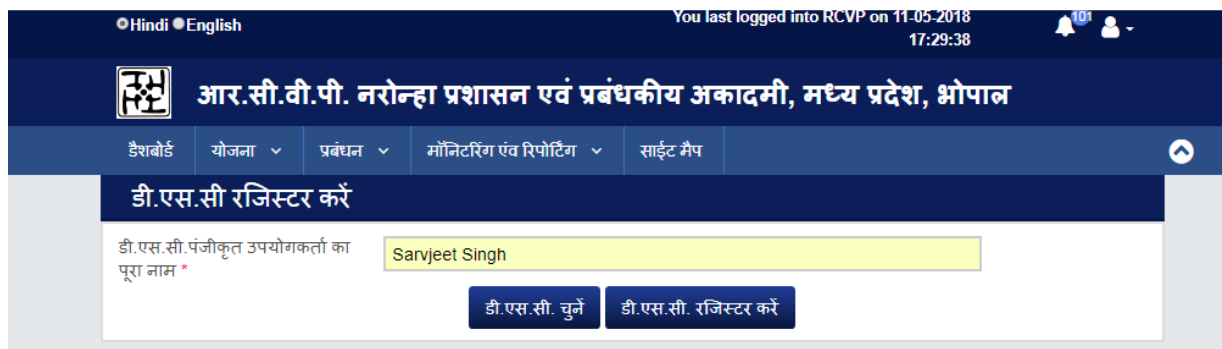 Hindi English
You last logged into RCVP on 11-05-2018
17:29:38
101
आर.सी.वी.पी. नरोन्हा प्रशासन एवं प्रबंधकीय अकादमी, मध्य प्रदेश, भोपाल
डैशबोर्ड योजना प्रबंधन मॉनिटरिंग एंव रिपोर्टिंग साईट मैप
डी.एस.सी रजिस्टर करें
डी.एस.सी.पंजीकृत उपयोगकर्ता का
पूरा नाम *
Sarvjeet Singh
डी.एस.सी. चुनें डी.एस.सी. रजिस्टर करें